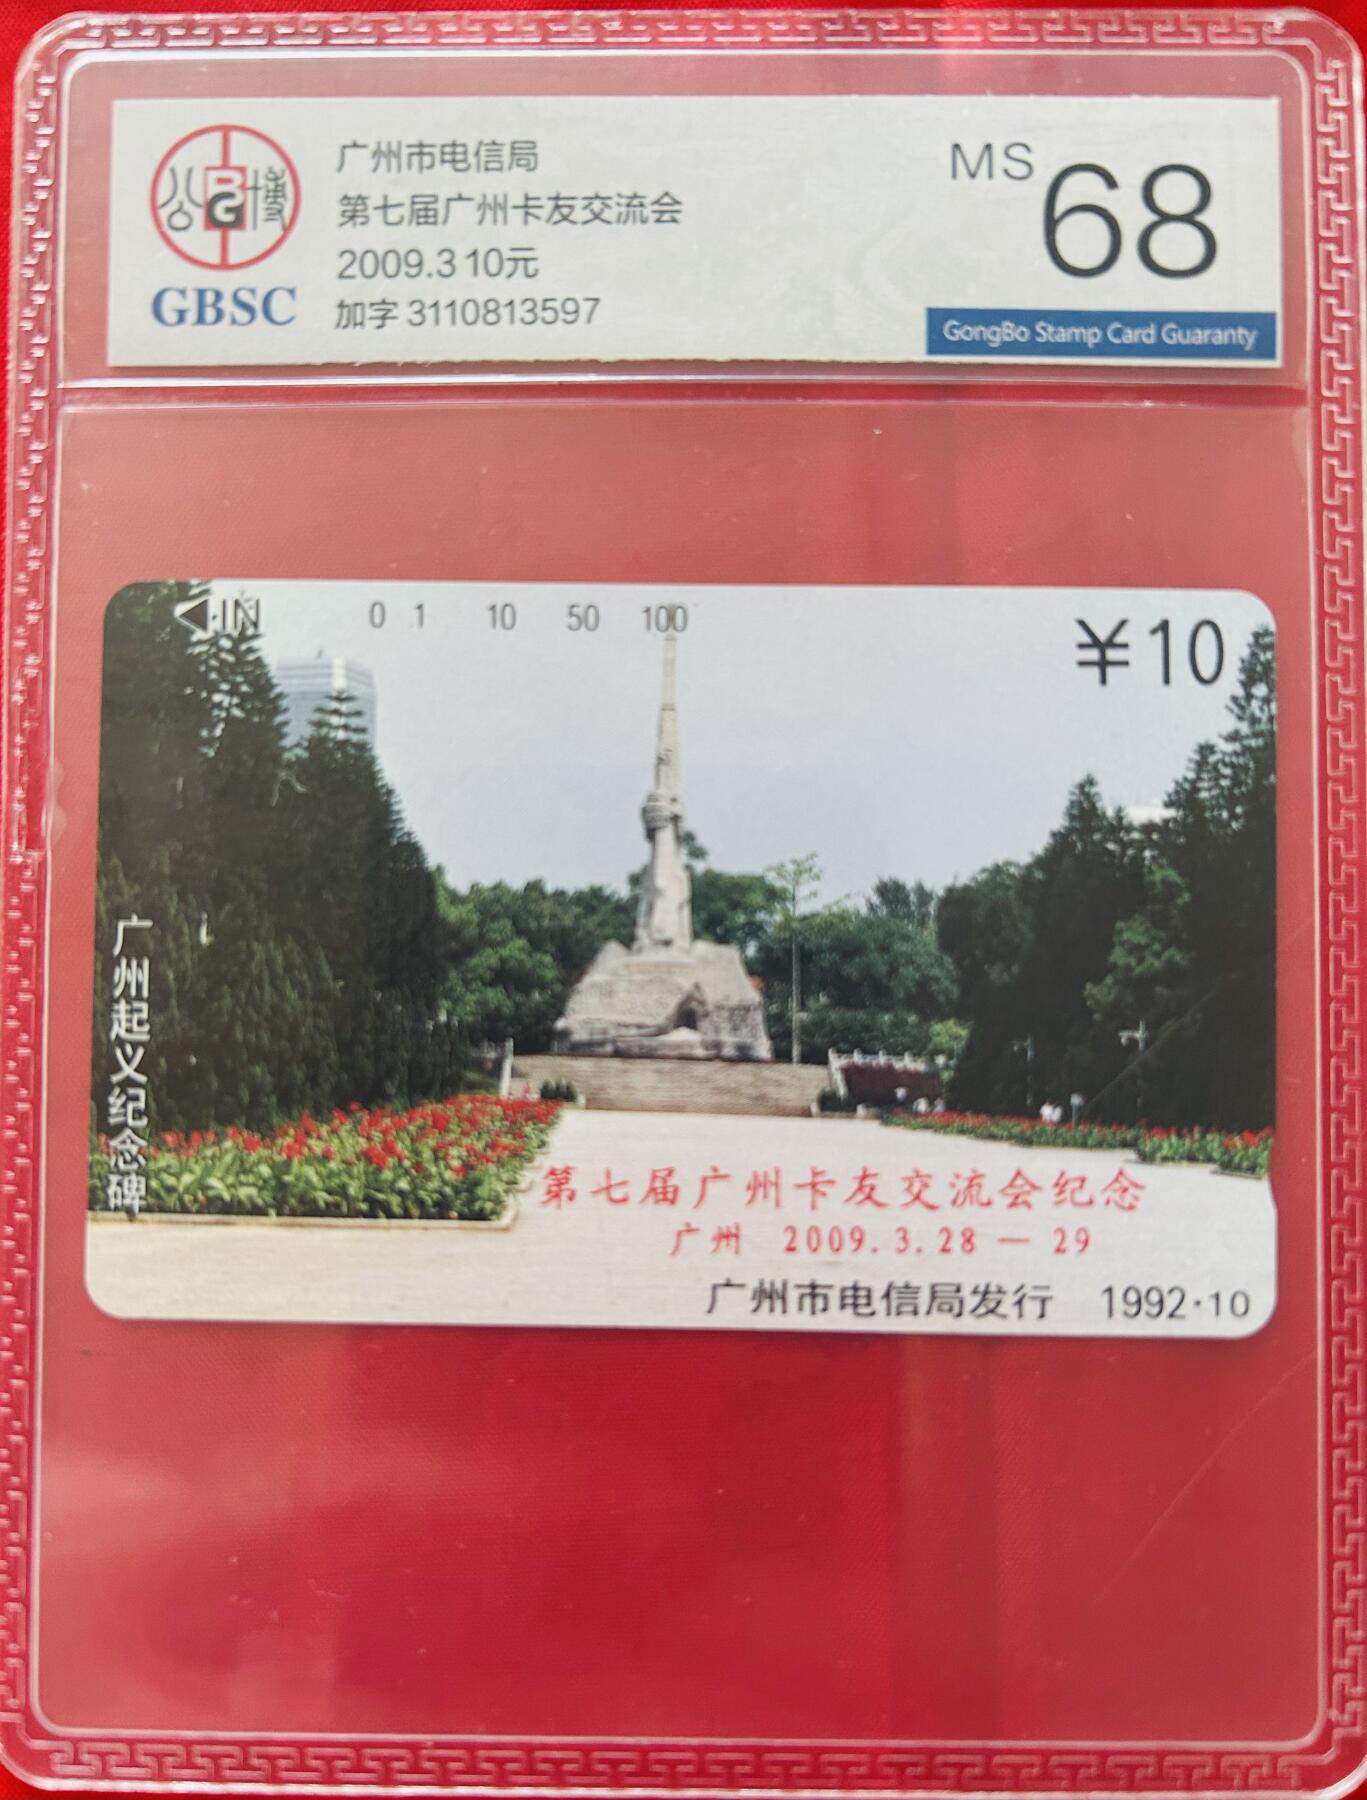 公博
BG
GBSC
广州市电信局
第七届广州卡友交流会
2009.3 10元
加字 3110813597
MS 68
GongBo Stamp Card Guaranty
◀IN 0 1 10 50 100
¥10
广州起义纪念碑
第七届广州卡友交流会纪念
广州 2009.3.28 — 29
广州市电信局发行 1992·10